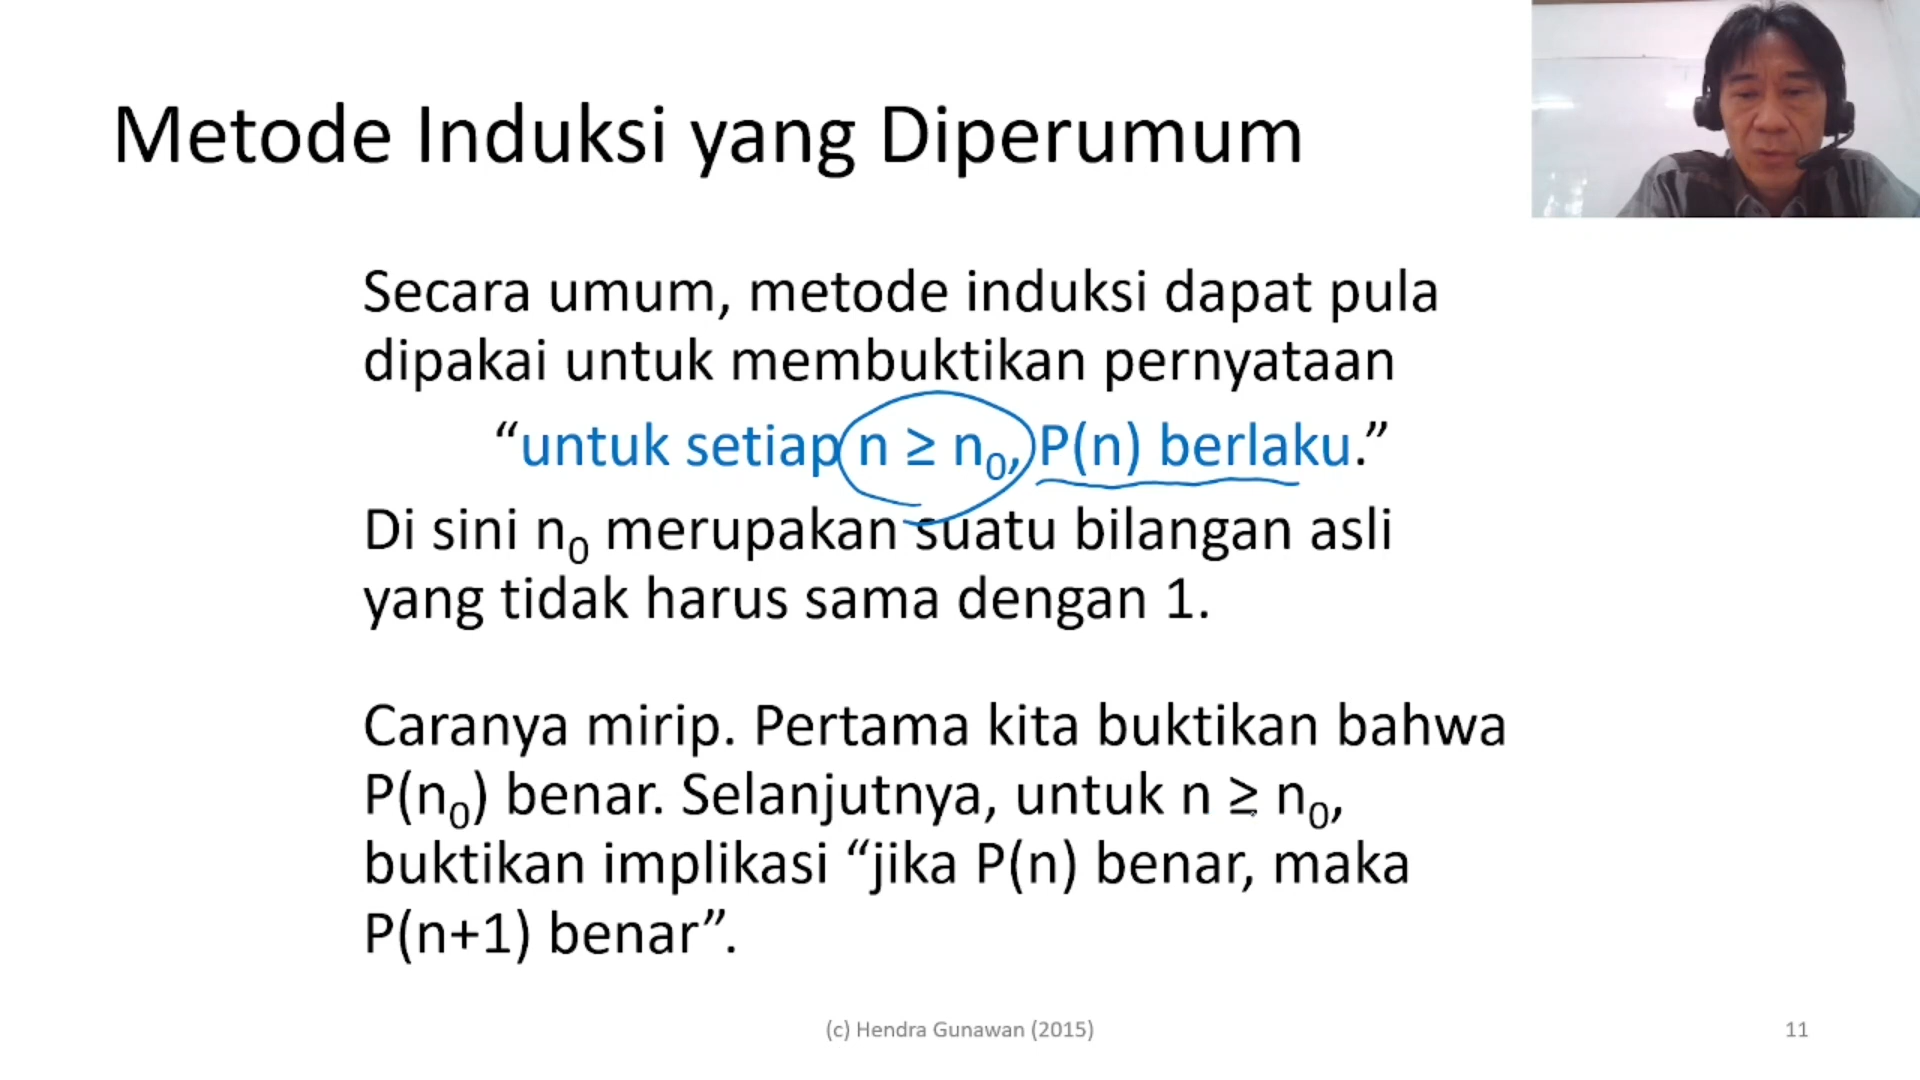 Metode Induksi yang Diperumum
Secara umum, metode induksi dapat pula
dipakai untuk membuktikan pernyataan
“untuk setiap n ≥ n₀, P(n) berlaku.”
Di sini n₀ merupakan suatu bilangan asli
yang tidak harus sama dengan 1.
Caranya mirip. Pertama kita buktikan bahwa
P(n₀) benar. Selanjutnya, untuk n ≥ n₀,
buktikan implikasi “jika P(n) benar, maka
P(n+1) benar”.
(c) Hendra Gunawan (2015)
11